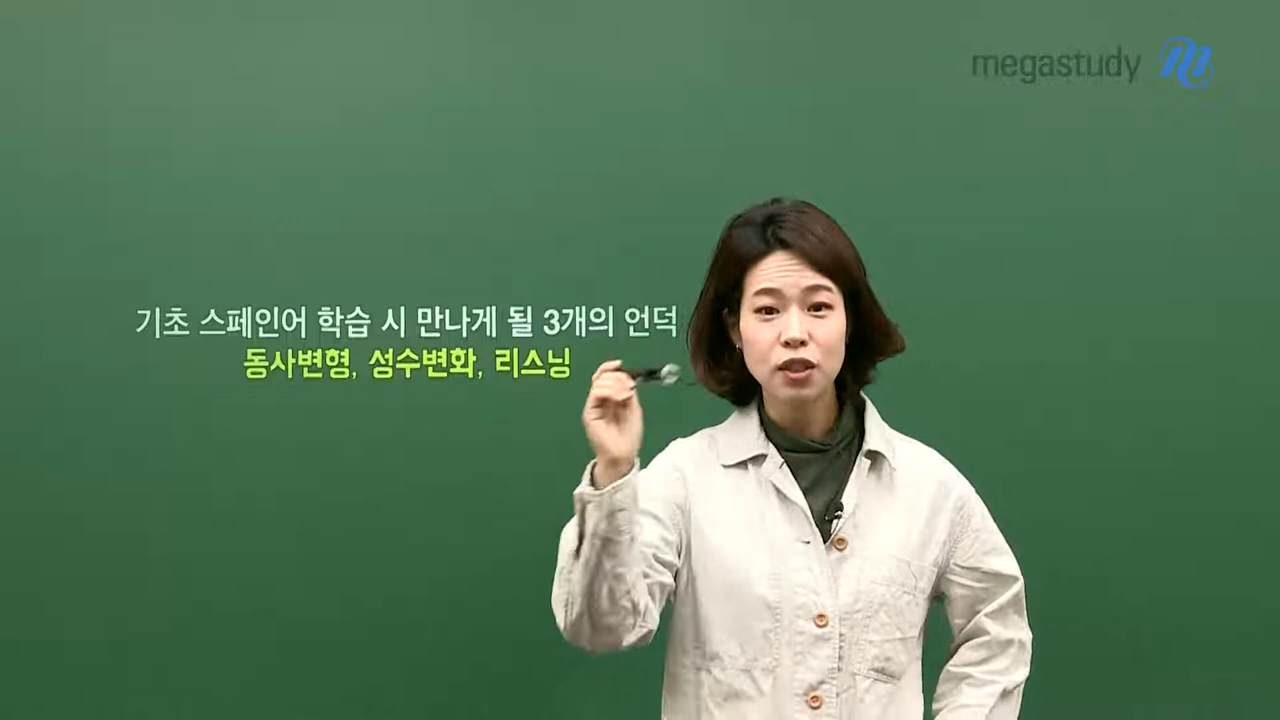 megastudy
기초 스페인어 학습 시 만나게 될 3개의 언덕
동사변형, 성수변화, 리스닝